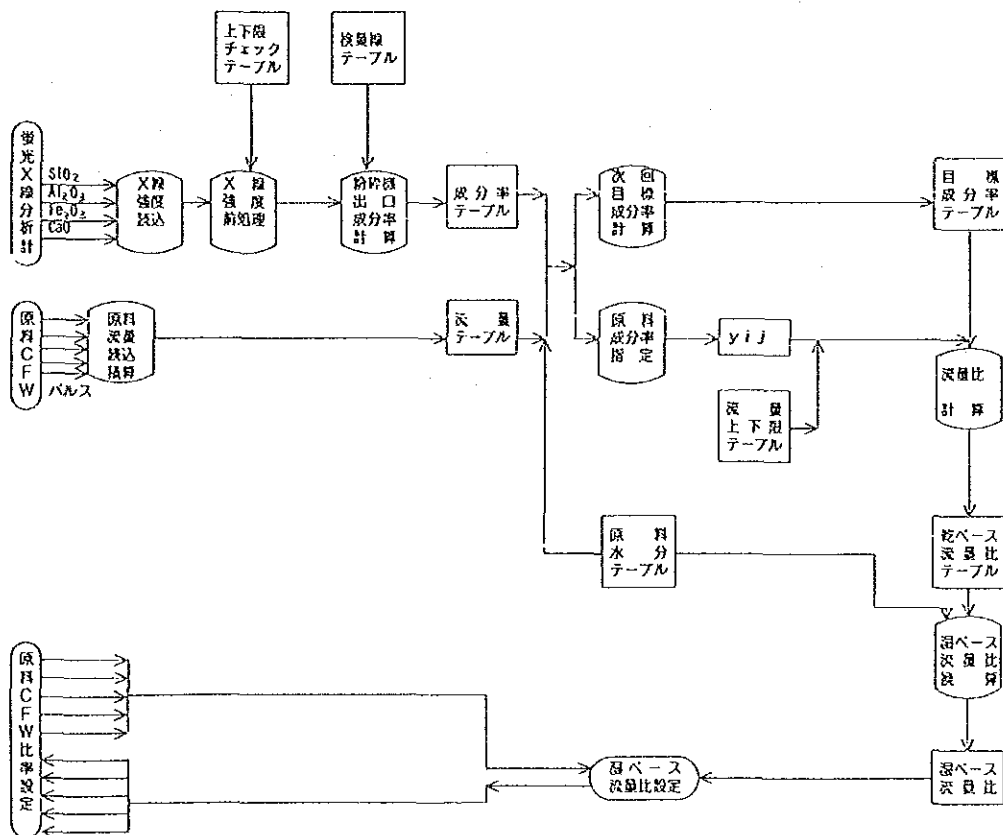 上下限
チェック
テーブル
検量線
テーブル
蛍光X線分析計
SiO₂
Al₂O₃
Fe₂O₃
CaO
X線
強度
読込
X線
強度
前処理
粉砕機
出口
成分率
計算
成分率
テーブル
次回
目標
成分率
計算
目標
成分率
テーブル
原料CFW
パルス
原料
流量
読込
積算
流量
テーブル
原料
成分率
指定
yij
流量
上下限
テーブル
流量比
計算
原料
水分
テーブル
乾ベース
流量比
テーブル
湿ベース
流量比
換算
原料CFW比率設定
湿ベース
流量比設定
湿ベース
流量比